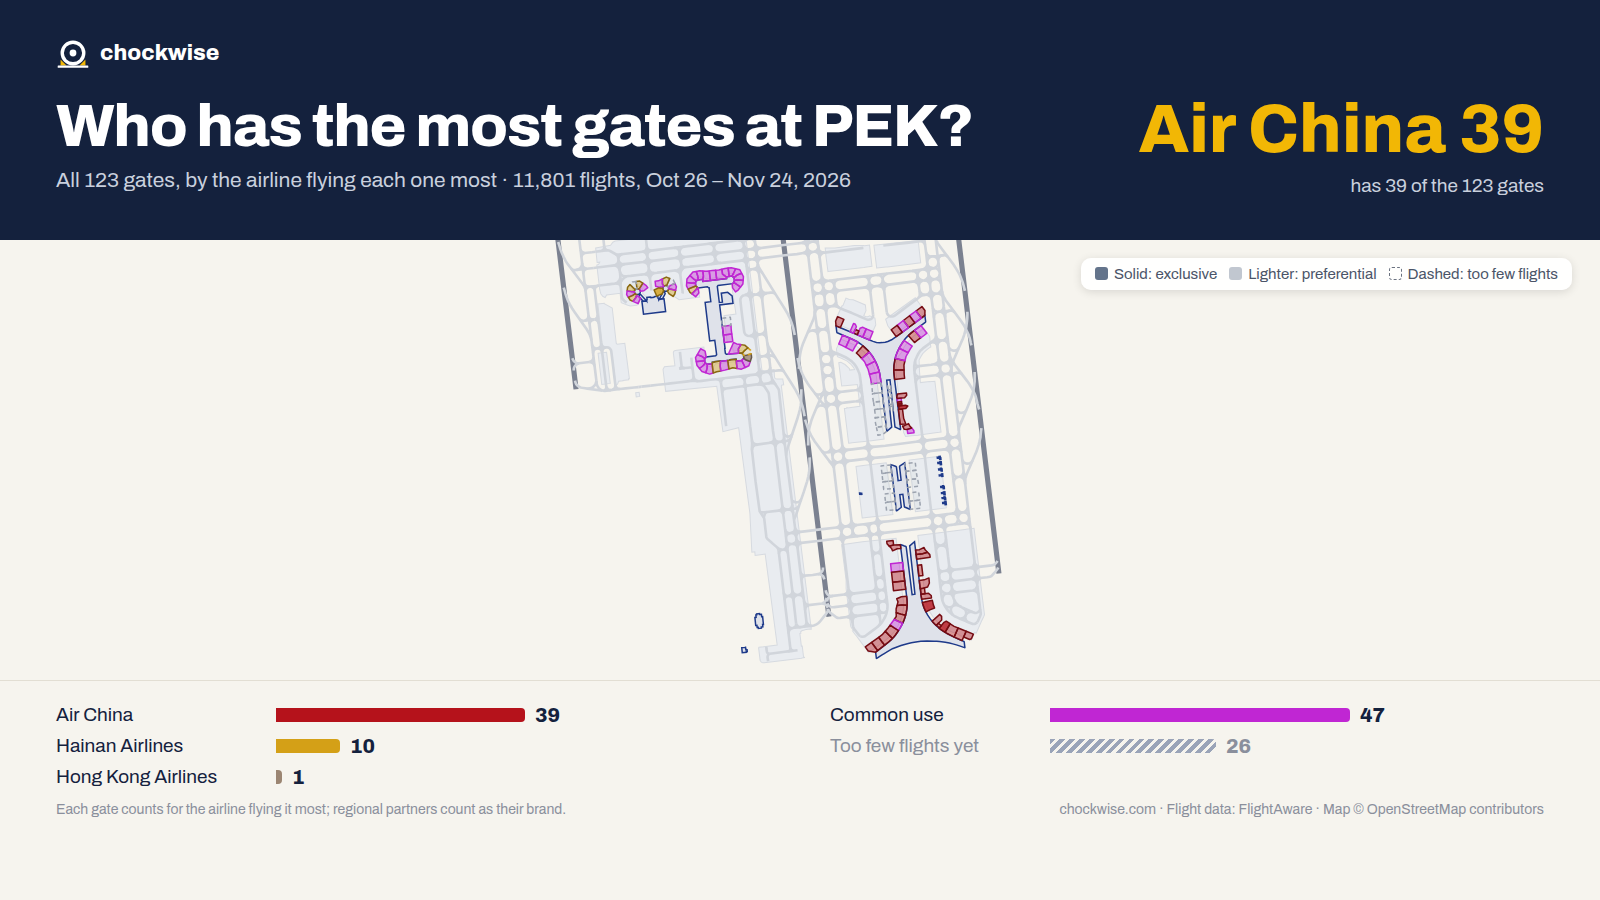 chockwise
Who has the most gates at PEK?
All 123 gates, by the airline flying each one most · 11,801 flights, Oct 26 – Nov 24, 2026
Air China 39
has 39 of the 123 gates
Solid: exclusive Lighter: preferential Dashed: too few flights
Air China 39
Hainan Airlines 10
Hong Kong Airlines 1
Common use 47
Too few flights yet 26
Each gate counts for the airline flying it most; regional partners count as their brand.
chockwise.com · Flight data: FlightAware · Map © OpenStreetMap contributors